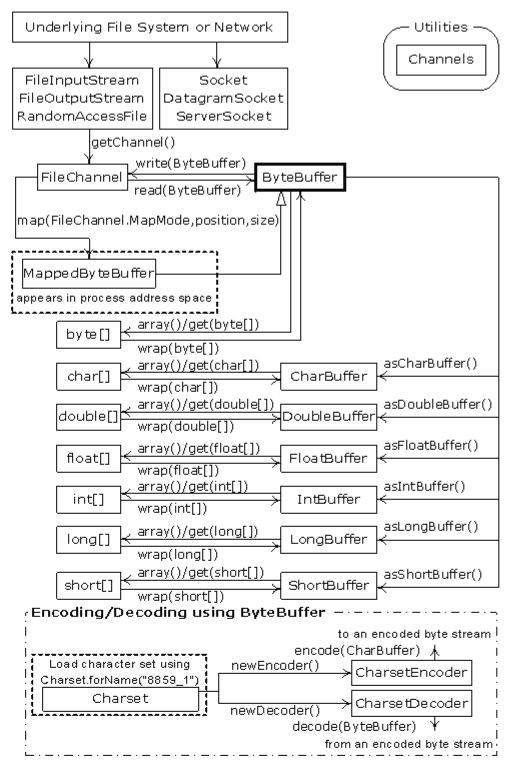 Underlying File System or Network
Utilities
Channels
FileInputStream
FileOutputStream
RandomAccessFile
Socket
DatagramSocket
ServerSocket
getChannel()
write(ByteBuffer)
FileChannel
ByteBuffer
read(ByteBuffer)
map(FileChannel.MapMode,position,size)
MappedByteBuffer
appears in process address space
array()/get(byte[])
byte[]
wrap(byte[])
array()/get(char[])
asCharBuffer()
char[]
CharBuffer
wrap(char[])
array()/get(double[])
asDoubleBuffer()
double[]
DoubleBuffer
wrap(double[])
array()/get(float[])
asFloatBuffer()
float[]
FloatBuffer
wrap(float[])
array()/get(int[])
asIntBuffer()
int[]
IntBuffer
wrap(int[])
array()/get(long[])
asLongBuffer()
long[]
LongBuffer
wrap(long[])
array()/get(short[])
asShortBuffer()
short[]
ShortBuffer
wrap(short[])
Encoding/Decoding using ByteBuffer
to an encoded byte stream
encode(CharBuffer)
Load character set using
Charset.forName("8859_1")
Charset
newEncoder()
CharsetEncoder
newDecoder()
CharsetDecoder
decode(ByteBuffer)
from an encoded byte stream